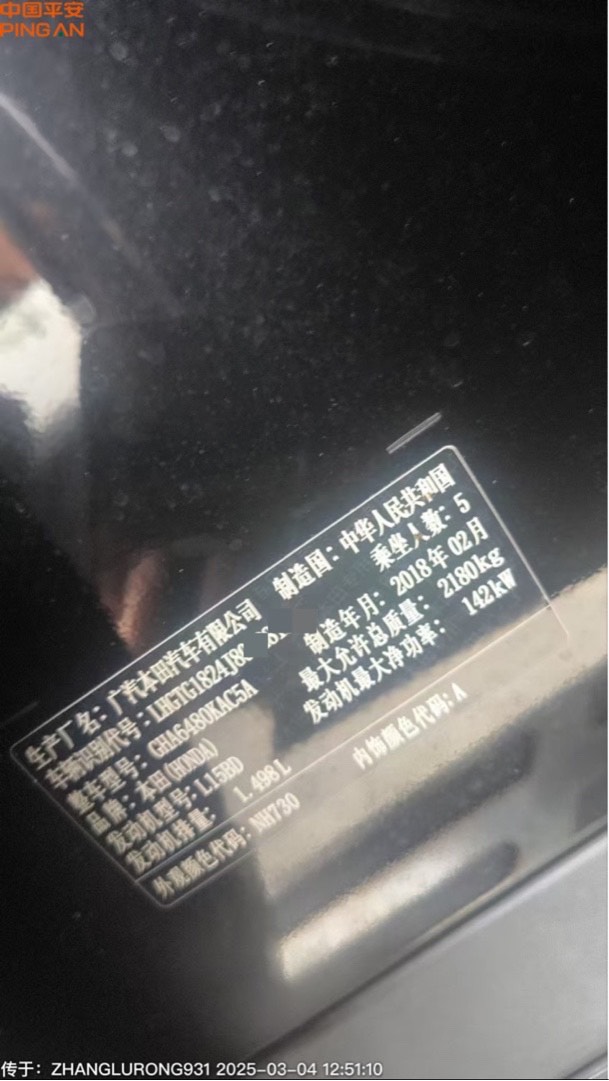 中国平安
PING AN
生产厂名：广汽本田汽车有限公司 制造国：中华人民共和国
车辆识别代号：LHGTG1824J8 乘坐人数：5
整车型号：GHA6480KAC5A 制造年月：2018年02月
品牌：本田(HONDA) 最大允许总质量：2180kg
发动机型号：L15BD 发动机最大净功率：142kW
发动机排量：1.498L
外观颜色代码：NH730 内饰颜色代码：A
传于：ZHANGLURONG931 2025-03-04 12:51:10